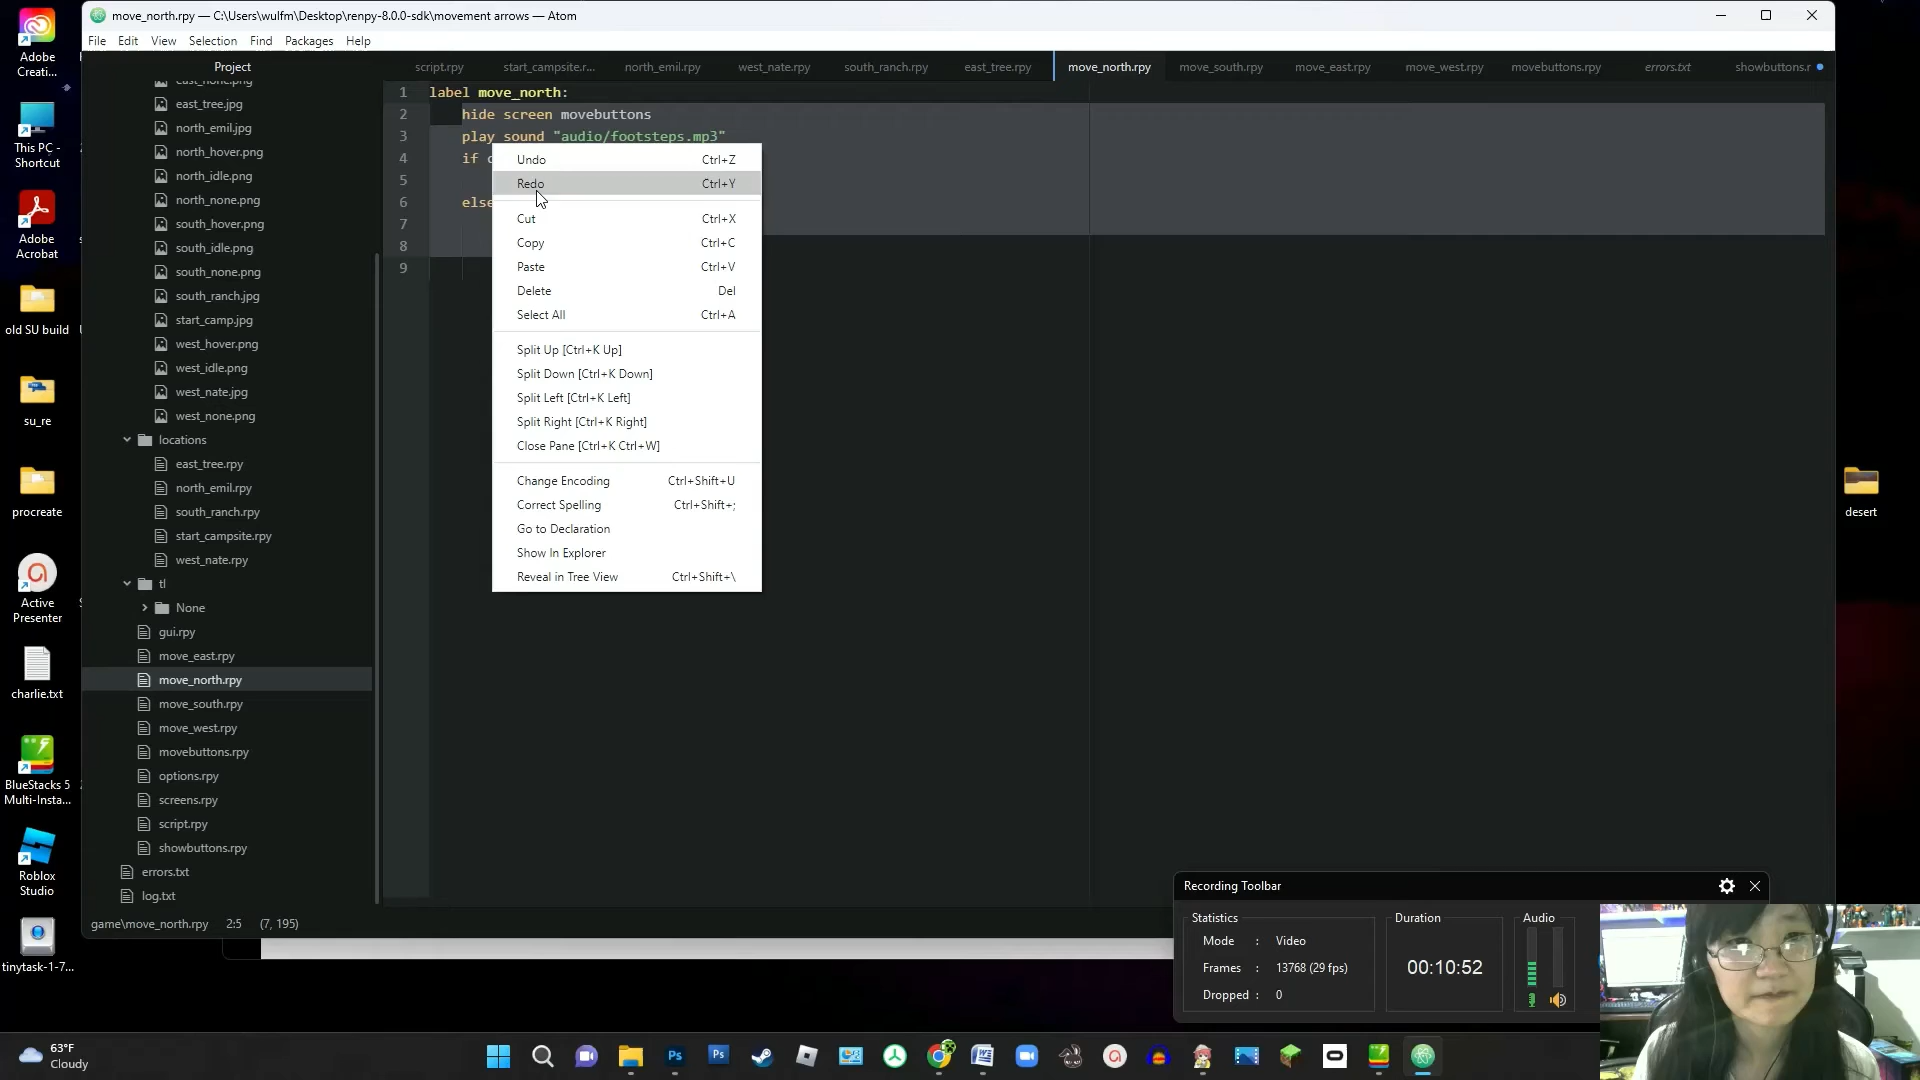 move_north.rpy — C:\Users\wulfm\Desktop\renpy-8.0.0-sdk\movement arrows — Atom
File Edit View Selection Find Packages Help
Project
script.rpy start_campsite.r... north_emil.rpy west_nate.rpy south_ranch.rpy east_tree.rpy move_north.rpy move_south.rpy move_east.rpy move_west.rpy movebuttons.rpy errors.txt showbuttons.r
east_none.png
east_tree.jpg
north_emil.jpg
north_hover.png
north_idle.png
north_none.png
south_hover.png
south_idle.png
south_none.png
south_ranch.jpg
start_camp.jpg
west_hover.png
west_idle.png
west_nate.jpg
west_none.png
locations
east_tree.rpy
north_emil.rpy
south_ranch.rpy
start_campsite.rpy
west_nate.rpy
tl
None
gui.rpy
move_east.rpy
move_north.rpy
move_south.rpy
move_west.rpy
movebuttons.rpy
options.rpy
screens.rpy
script.rpy
showbuttons.rpy
errors.txt
log.txt
game\move_north.rpy 2:5 (7, 195)
1 label move_north:
2 hide screen movebuttons
3 play sound "audio/footsteps.mp3"
4 if
5
6 else
7
8
9
Undo Ctrl+Z
Redo Ctrl+Y
Cut Ctrl+X
Copy Ctrl+C
Paste Ctrl+V
Delete Del
Select All Ctrl+A
Split Up [Ctrl+K Up]
Split Down [Ctrl+K Down]
Split Left [Ctrl+K Left]
Split Right [Ctrl+K Right]
Close Pane [Ctrl+K Ctrl+W]
Change Encoding Ctrl+Shift+U
Correct Spelling Ctrl+Shift+;
Go to Declaration
Show In Explorer
Reveal in Tree View Ctrl+Shift+\
Adobe
Creati...
This PC -
Shortcut
Adobe
Acrobat
old SU build
su_re
procreate
Active
Presenter
charlie.txt
BlueStacks 5
Multi-Insta...
Roblox
Studio
tinytask-1-7...
desert
Recording Toolbar
Statistics
Mode : Video
Frames : 13768 (29 fps)
Dropped : 0
Duration
00:10:52
Audio
63°F
Cloudy